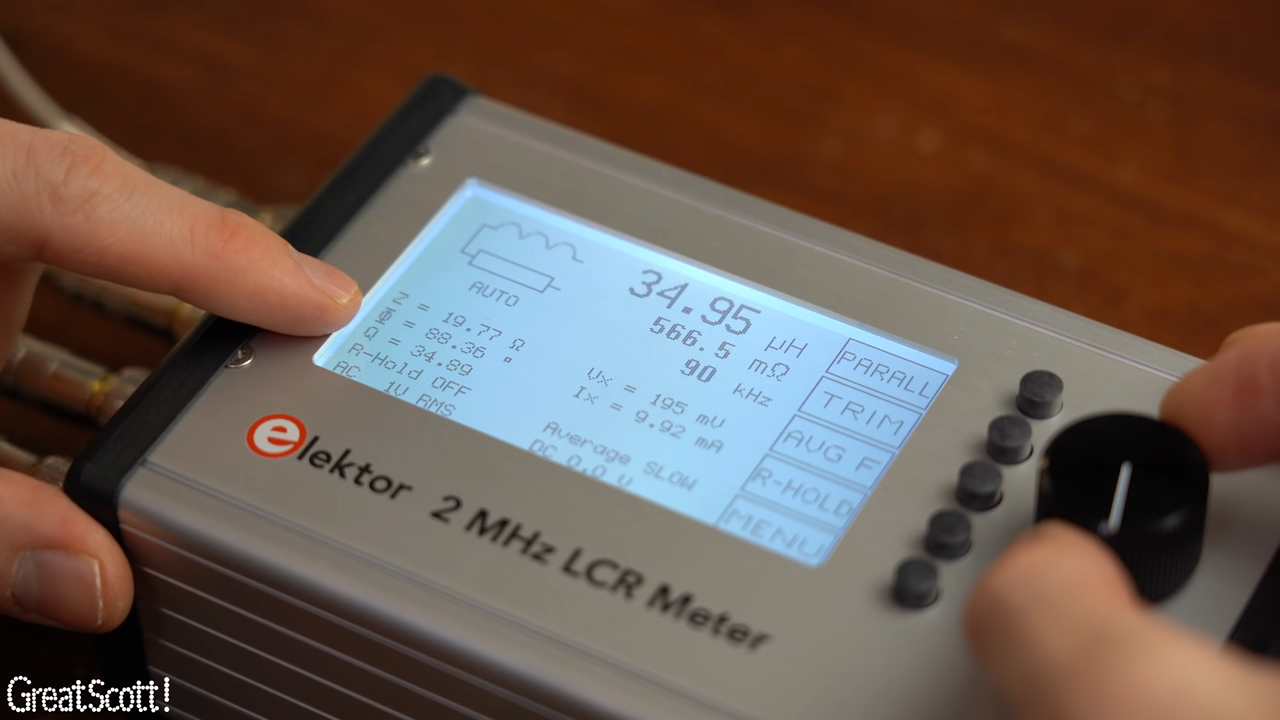 34.95 µH
566.5 mΩ
90 kHz
AUTO
Z = 19.77 Ω
Φ = 88.36 °
Q = 34.89
R-Hold OFF
AC 1V RMS
Vx = 195 mV
Ix = 9.92 mA
Average SLOW
DC 0.0 V
PARALL
TRIM
AVG F
R-HOLD
MENU
elektor 2 MHz LCR Meter
GreatScott!